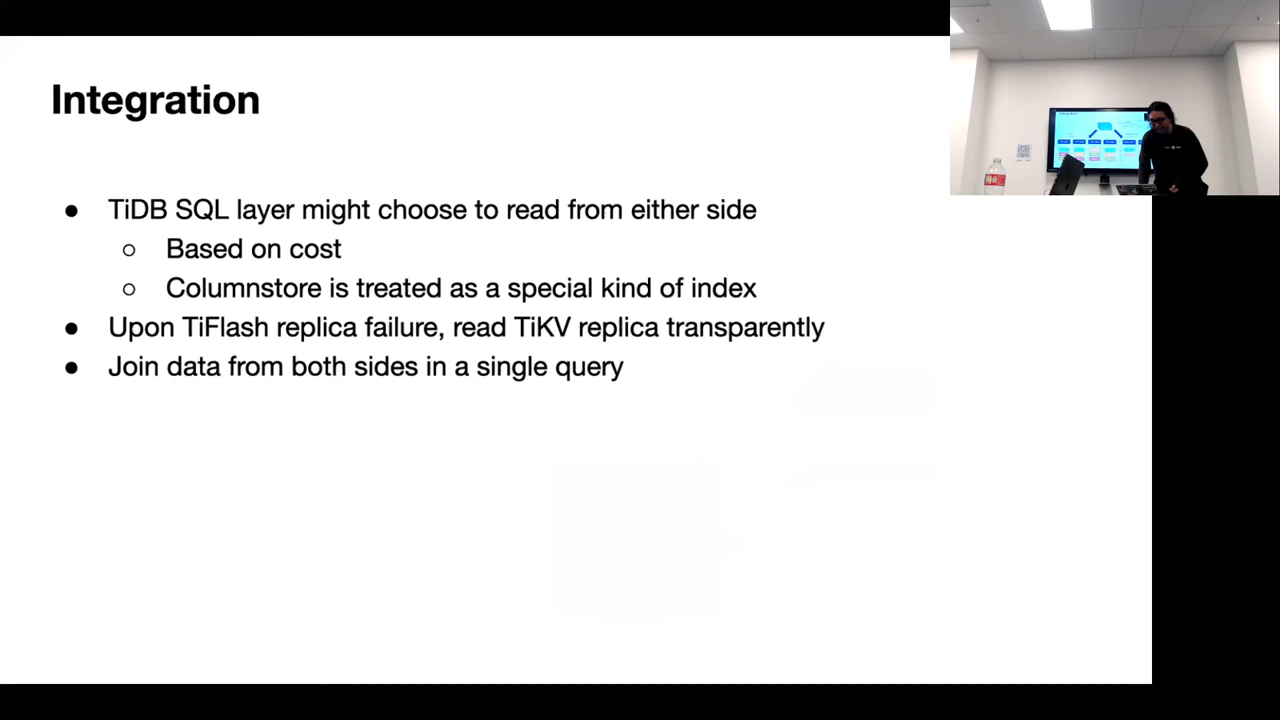 Integration
● TiDB SQL layer might choose to read from either side
○ Based on cost
○ Columnstore is treated as a special kind of index
● Upon TiFlash replica failure, read TiKV replica transparently
● Join data from both sides in a single query